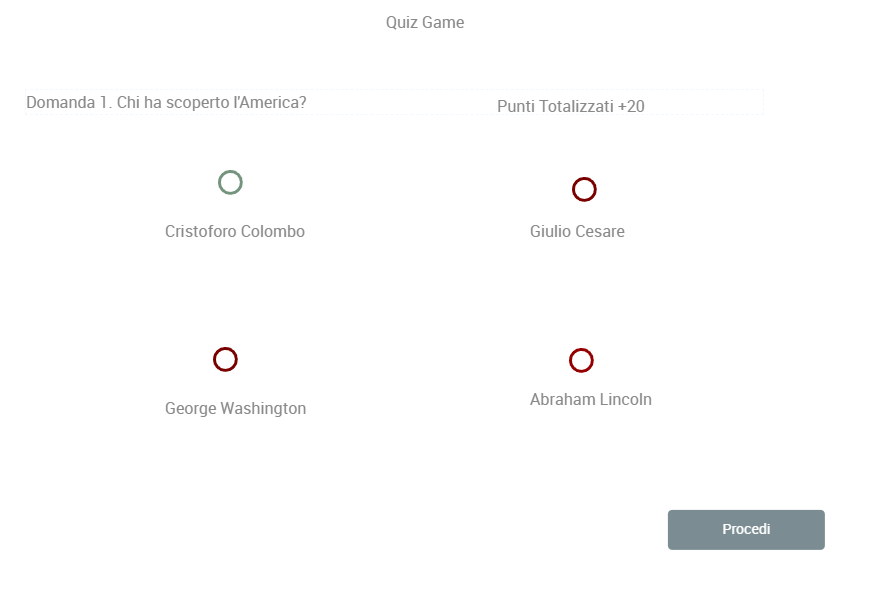 Quiz Game
Domanda 1. Chi ha scoperto l'America?
Punti Totalizzati +20
Cristoforo Colombo
Giulio Cesare
George Washington
Abraham Lincoln
Procedi